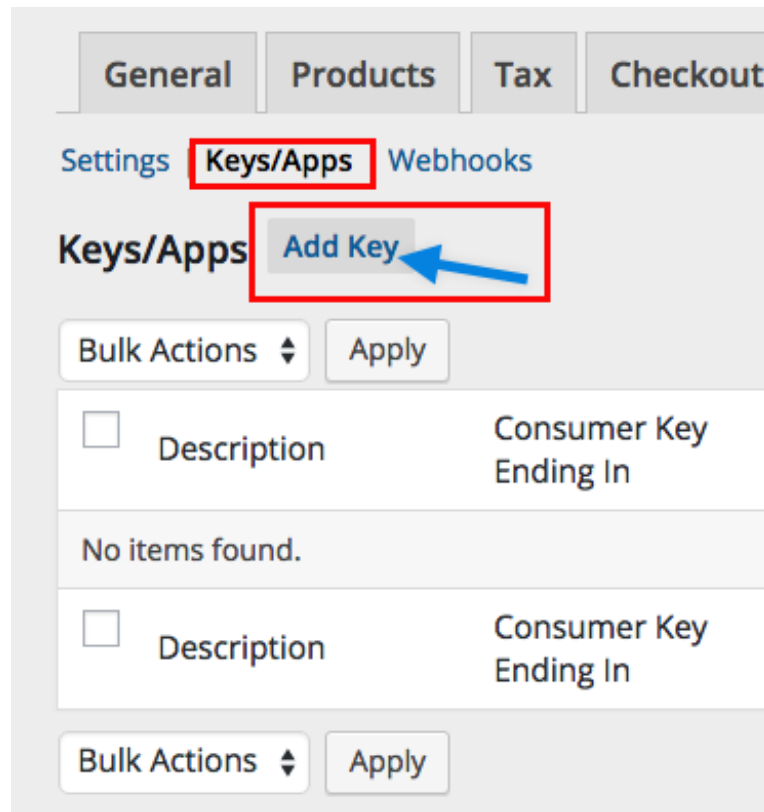 General Products Tax Checkout
Settings | Keys/Apps Webhooks
Keys/Apps Add Key
Bulk Actions Apply
Description Consumer Key
Ending In
No items found.
Description Consumer Key
Ending In
Bulk Actions Apply